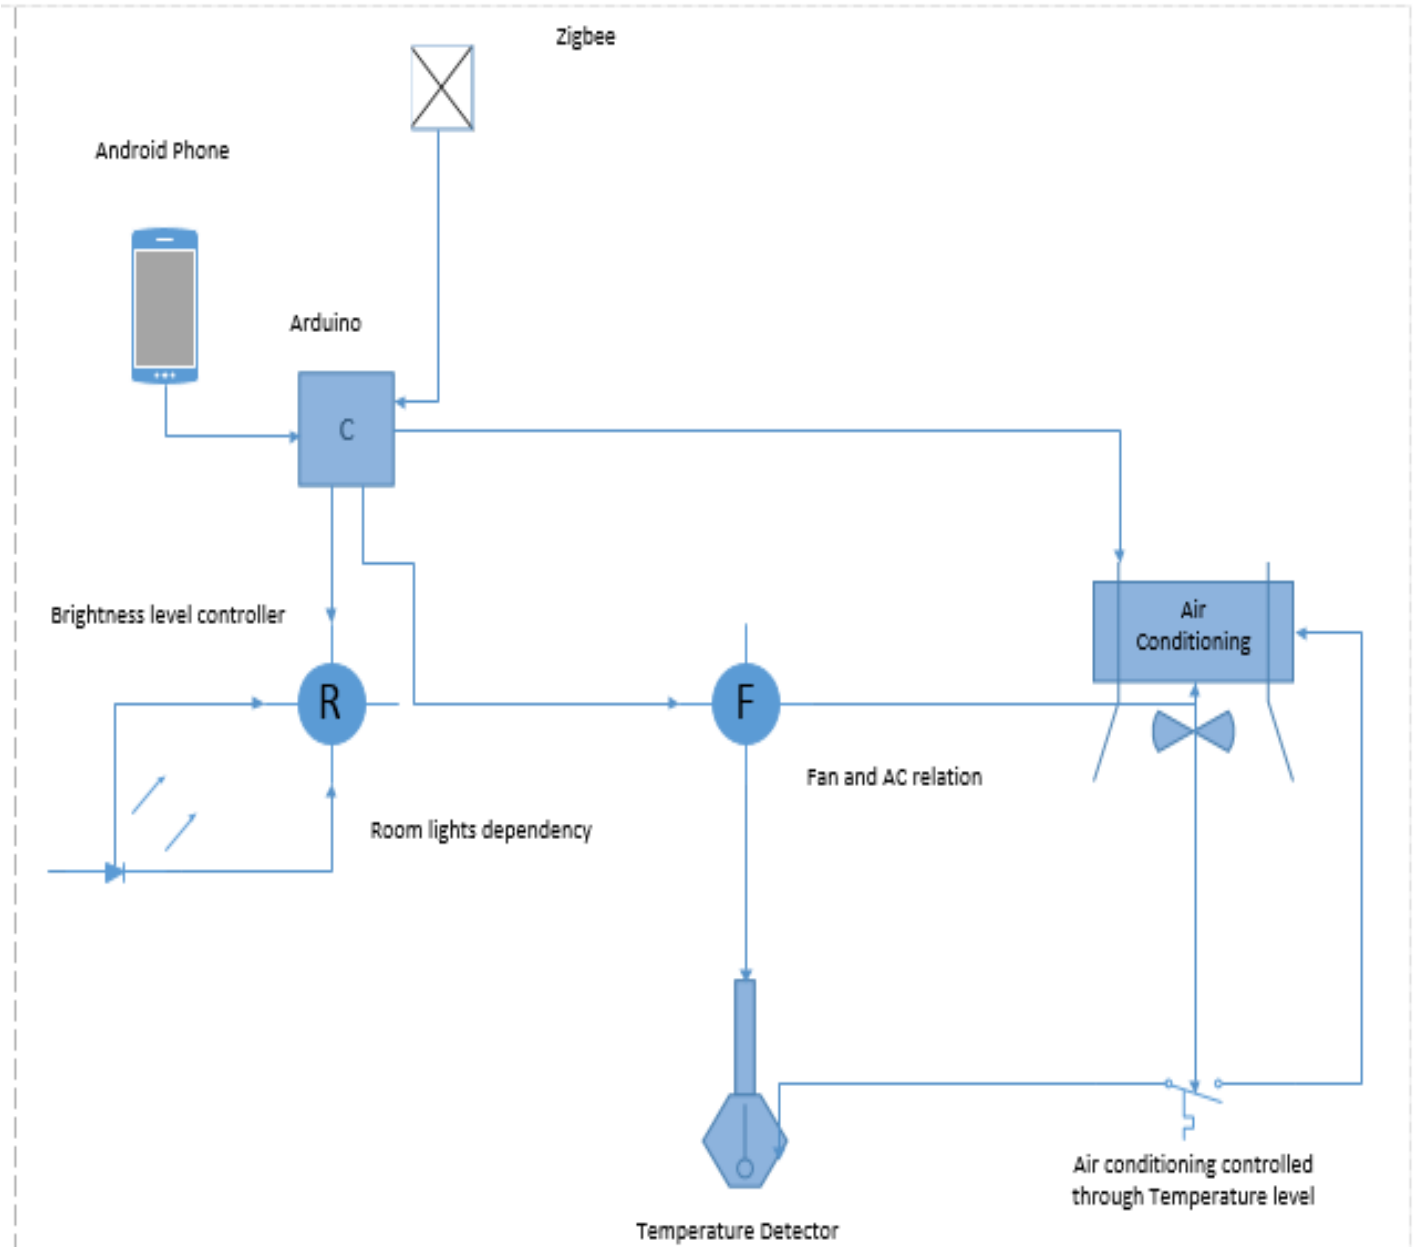 Zigbee
Android Phone
Arduino
C
Brightness level controller
Air
Conditioning
R
F
Fan and AC relation
Room lights dependency
Air conditioning controlled
through Temperature level
Temperature Detector